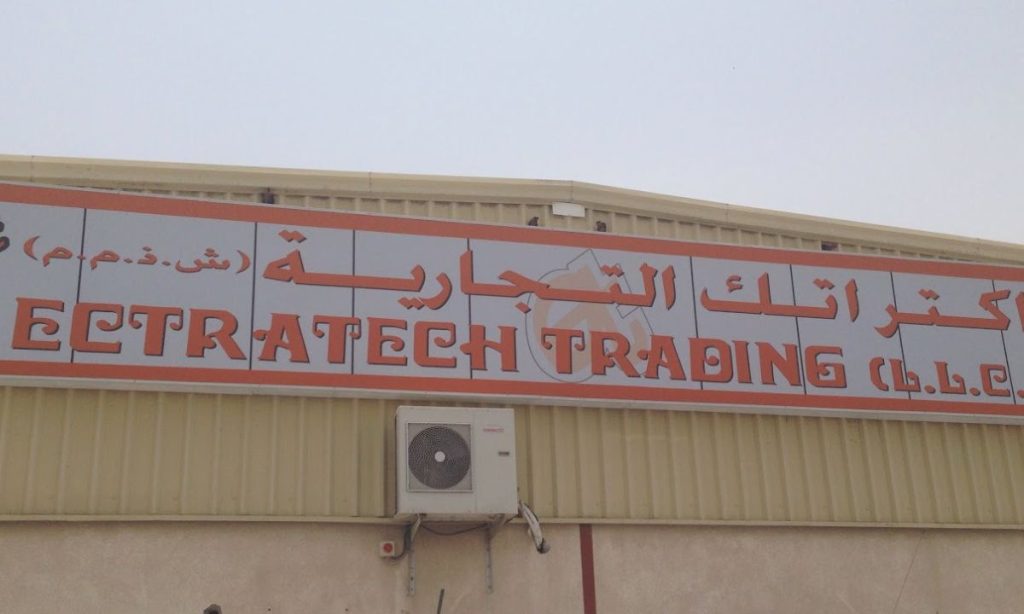 اكتراتك التجارية (ش.ذ.م.م)
ECTRATECH TRADING (L.L.C.